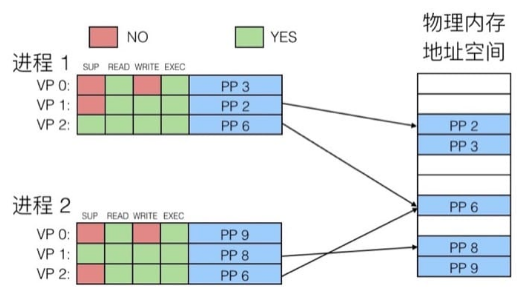 NO
YES
物理内存
地址空间
进程 1
SUP READ WRITE EXEC
VP 0: PP 3
VP 1: PP 2
VP 2: PP 6
进程 2
SUP READ WRITE EXEC
VP 0: PP 9
VP 1: PP 8
VP 2: PP 6
PP 2
PP 3
PP 6
PP 8
PP 9